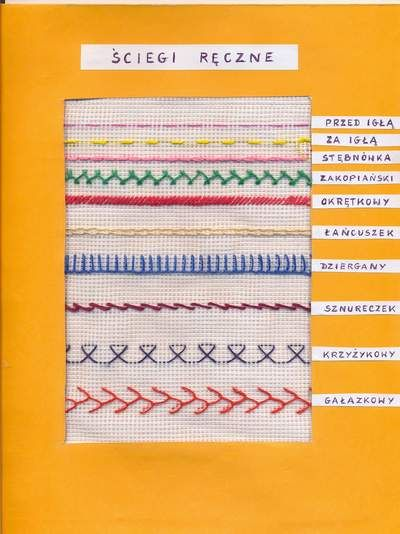 ŚCIEGI RĘCZNE
PRZED IGŁĄ
ZA IGŁĄ
STĘBNÓWKA
ZAKOPIAŃSKI
OKRĘTKOWY
ŁAŃCUSZEK
DZIERGANY
SZNURECZEK
KRZYŻYKOWY
GAŁĄZKOWY